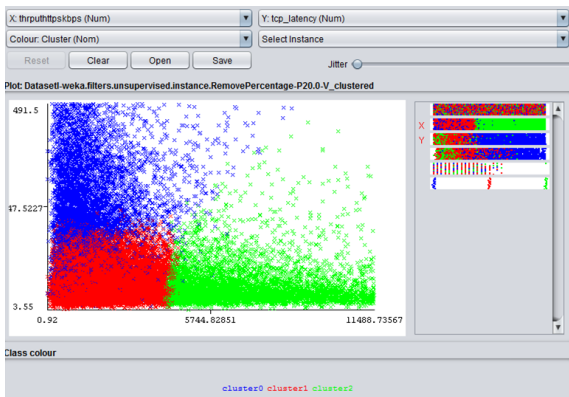 X: thrputhttpskbps (Num)
Y: tcp_latency (Num)
Colour: Cluster (Nom)
Select Instance
Reset
Clear
Open
Save
Jitter
Plot: Datasetl-weka.filters.unsupervised.instance.RemovePercentage-P20.0-V_clustered
491.5
47.5227
3.55
0.92
5744.82851
11488.73567
X
Y
Class colour
cluster0 cluster1 cluster2